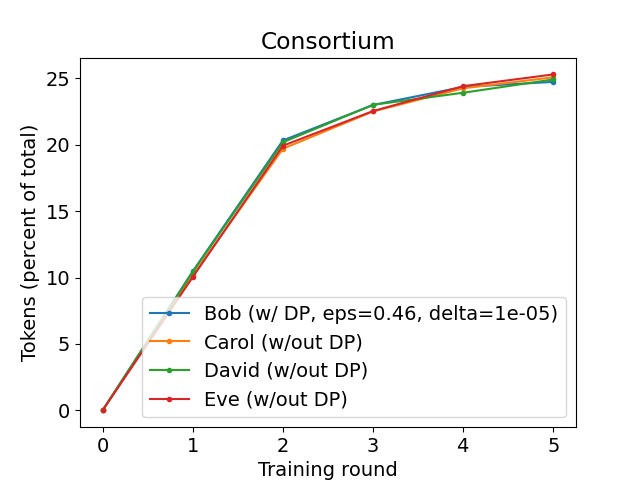 Consortium
Tokens (percent of total)
25
20
15
10
5
0
Bob (w/ DP, eps=0.46, delta=1e-05)
Carol (w/out DP)
David (w/out DP)
Eve (w/out DP)
0 1 2 3 4 5
Training round